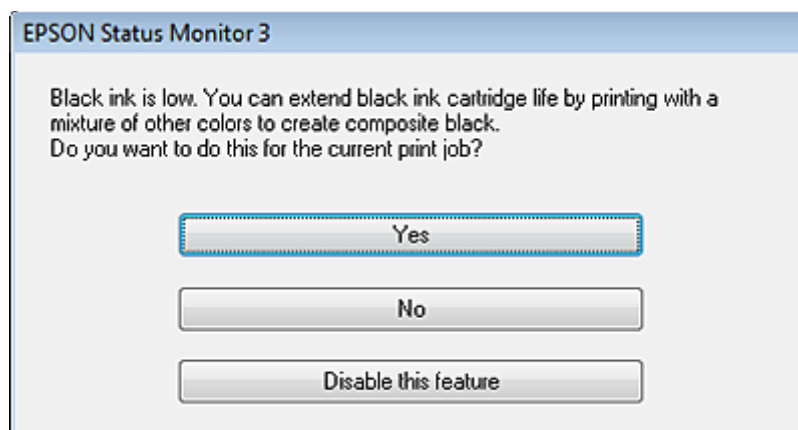 EPSON Status Monitor 3
Black ink is low. You can extend black ink cartridge life by printing with a
mixture of other colors to create composite black.
Do you want to do this for the current print job?
Yes
No
Disable this feature